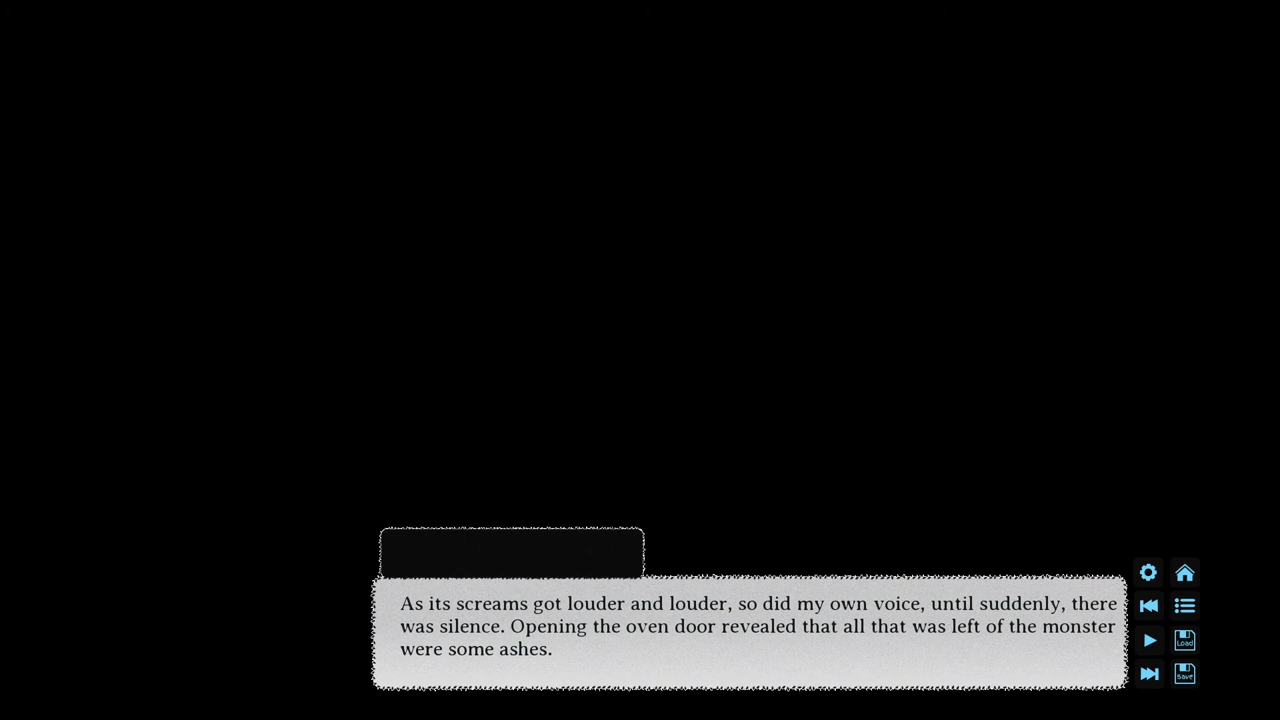 As its screams got louder and louder, so did my own voice, until suddenly, there
was silence. Opening the oven door revealed that all that was left of the monster
were some ashes.
Load
Save